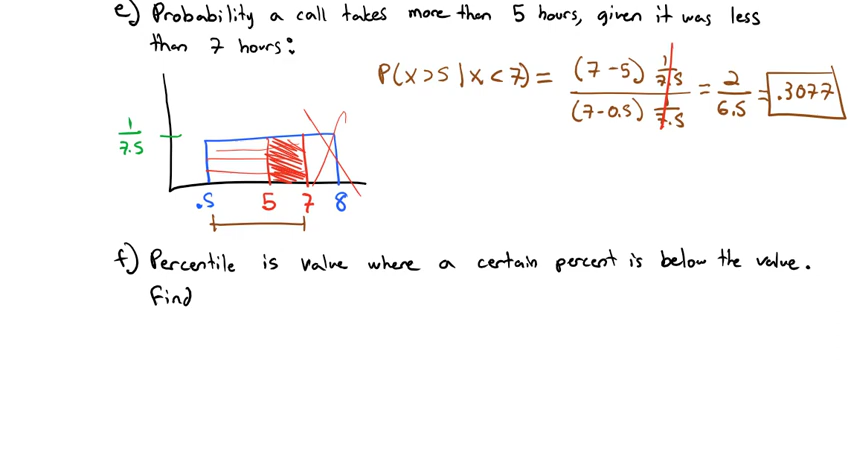 e) Probability a call takes more than 5 hours, given it was less
than 7 hours:
P(x>5|x<7) = (7-5) 1/7.5 / (7-0.5) 1/7.5 = 2/6.5 = .3077
1/7.5
.5 5 7 8
f) Percentile is value where a certain percent is below the value.
Find